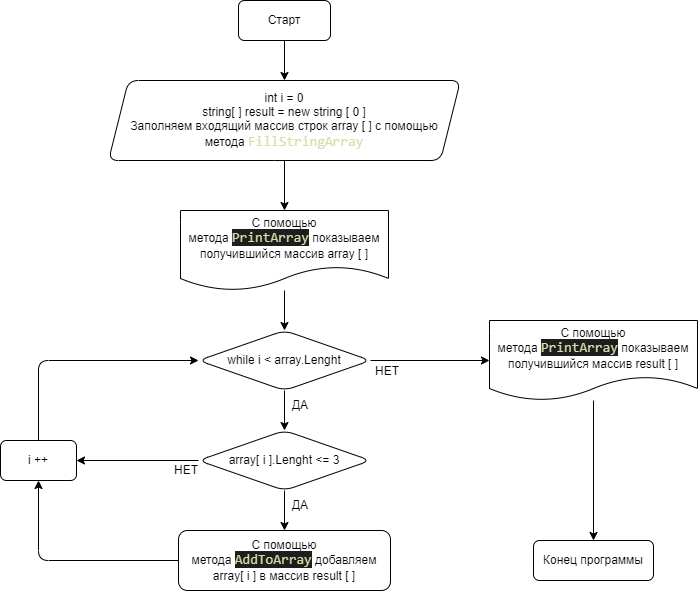 Старт
int i = 0
string[ ] result = new string [ 0 ]
Заполняем входящий массив строк array [ ] с помощью
метода FillStringArray
С помощью
метода PrintArray показываем
получившийся массив array [ ]
while i < array.Lenght
НЕТ
С помощью
метода PrintArray показываем
получившийся массив result [ ]
ДА
i ++
НЕТ
array[ i ].Lenght <= 3
ДА
С помощью
метода AddToArray добавляем
array[ i ] в массив result [ ]
Конец программы